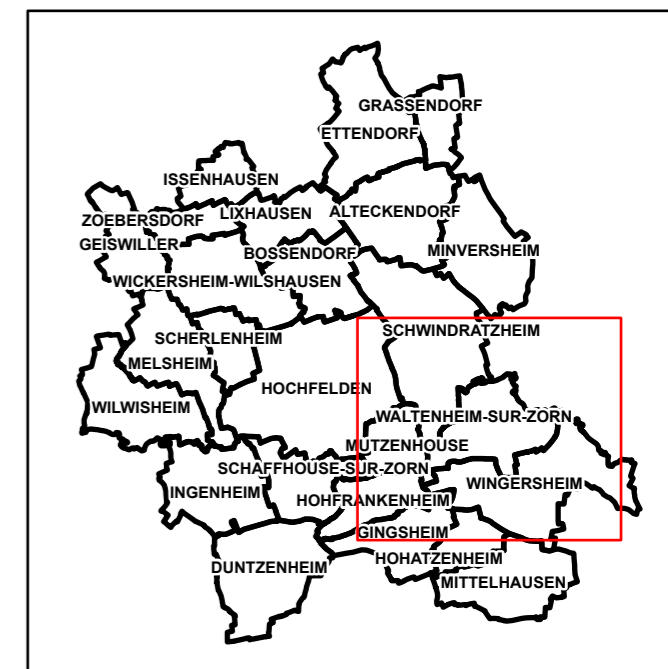 GRASSENDORF
ETTENDORF
ISSENHAUSEN
ZOEBERSDORF
LIXHAUSEN
ALTECKENDORF
GEISWILLER
BOSSENDORF
MINVERSHEIM
WICKERSHEIM-WILSHAUSEN
SCHWINDRATZHEIM
SCHERLENHEIM
MELSHEIM
HOCHFELDEN
WILWISHEIM
WALTENHEIM-SUR-ZORN
MUTZENHOUSE
SCHAFFHOUSE-SUR-ZORN
WINGERSHEIM
INGENHEIM
HOHFRANKENHEIM
GINGSHEIM
HOHATZENHEIM
DUNTZENHEIM
MITTELHAUSEN